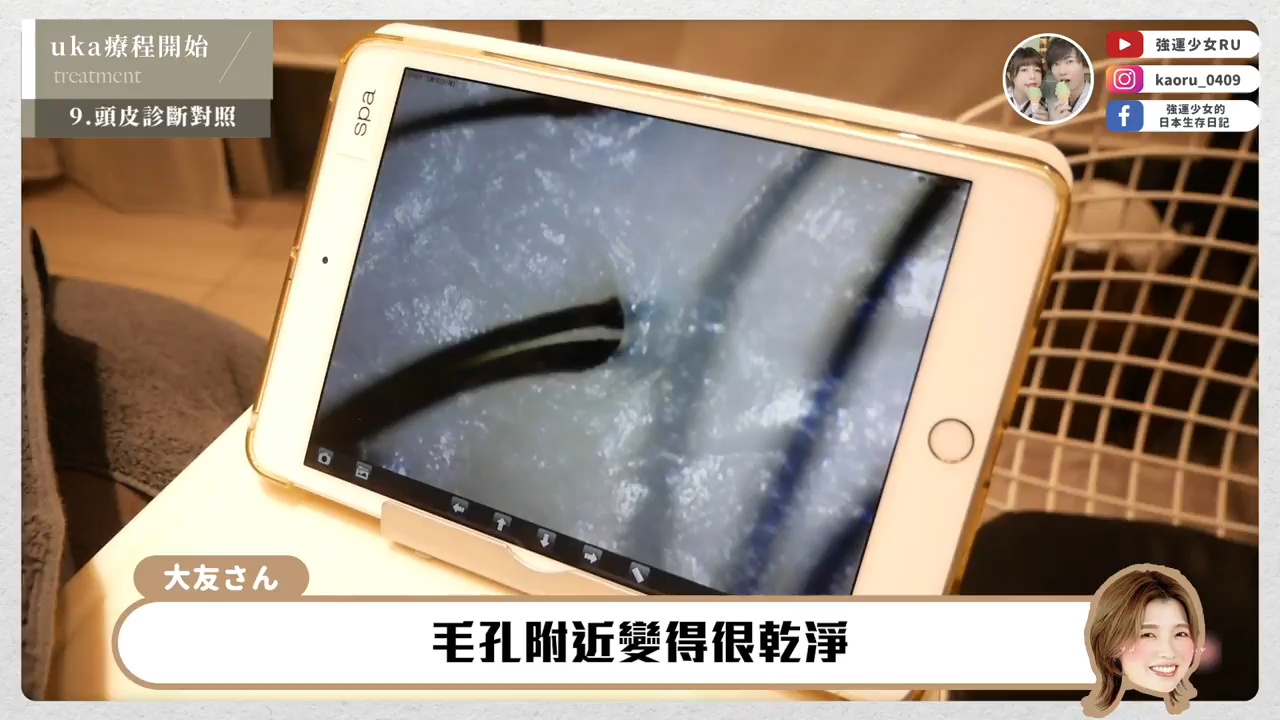 uka療程開始
treatment
9.頭皮診斷對照
spa
強運少女RU
kaoru_0409
強運少女的
日本生存日記
大友さん
毛孔附近變得很乾淨